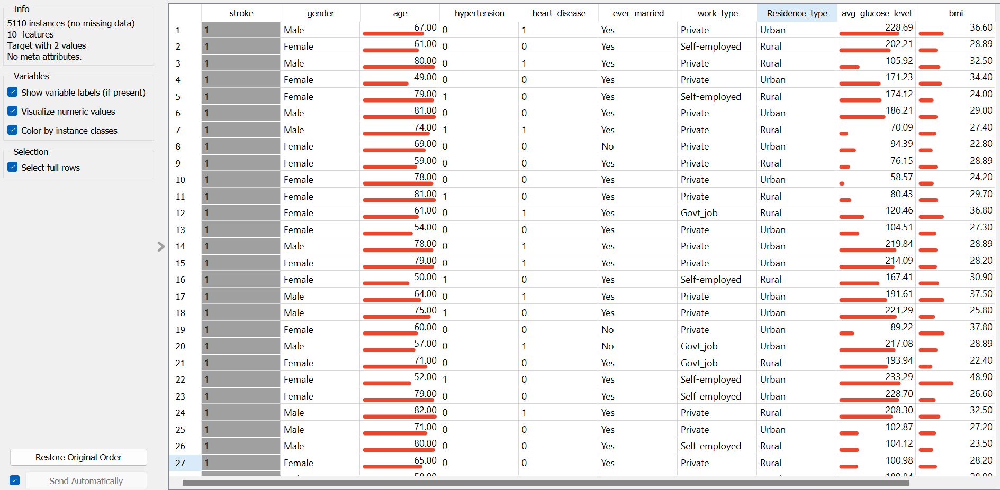 Info
5110 instances (no missing data)
10 features
Target with 2 values
No meta attributes.
Variables
Show variable labels (if present)
Visualize numeric values
Color by instance classes
Selection
Select full rows
Restore Original Order
Send Automatically
stroke gender age hypertension heart_disease ever_married work_type Residence_type avg_glucose_level bmi
1 1 Male 67.00 0 1 Yes Private Urban 228.69 36.60
2 1 Female 61.00 0 0 Yes Self-employed Rural 202.21 28.89
3 1 Male 80.00 0 1 Yes Private Rural 105.92 32.50
4 1 Female 49.00 0 0 Yes Private Urban 171.23 34.40
5 1 Female 79.00 1 0 Yes Self-employed Rural 174.12 24.00
6 1 Male 81.00 0 0 Yes Private Urban 186.21 29.00
7 1 Male 74.00 1 1 Yes Private Rural 70.09 27.40
8 1 Female 69.00 0 0 No Private Urban 94.39 22.80
9 1 Female 59.00 0 0 Yes Private Rural 76.15 28.89
10 1 Female 78.00 0 0 Yes Private Urban 58.57 24.20
11 1 Female 81.00 1 0 Yes Private Rural 80.43 29.70
12 1 Female 61.00 0 1 Yes Govt_job Rural 120.46 36.80
13 1 Female 54.00 0 0 Yes Private Urban 104.51 27.30
14 1 Male 78.00 0 1 Yes Private Urban 219.84 28.89
15 1 Female 79.00 0 1 Yes Private Urban 214.09 28.20
16 1 Female 50.00 1 0 Yes Self-employed Rural 167.41 30.90
17 1 Male 64.00 0 1 Yes Private Urban 191.61 37.50
18 1 Male 75.00 1 0 Yes Private Urban 221.29 25.80
19 1 Female 60.00 0 0 No Private Urban 89.22 37.80
20 1 Male 57.00 0 1 No Govt_job Urban 217.08 28.89
21 1 Female 71.00 0 0 Yes Govt_job Rural 193.94 22.40
22 1 Female 52.00 1 0 Yes Self-employed Urban 233.29 48.90
23 1 Female 79.00 0 0 Yes Self-employed Urban 228.70 26.60
24 1 Male 82.00 0 1 Yes Private Rural 208.30 32.50
25 1 Male 71.00 0 0 Yes Private Urban 102.87 27.20
26 1 Male 80.00 0 0 Yes Self-employed Rural 104.12 23.50
27 1 Female 65.00 0 0 Yes Private Rural 100.98 28.20